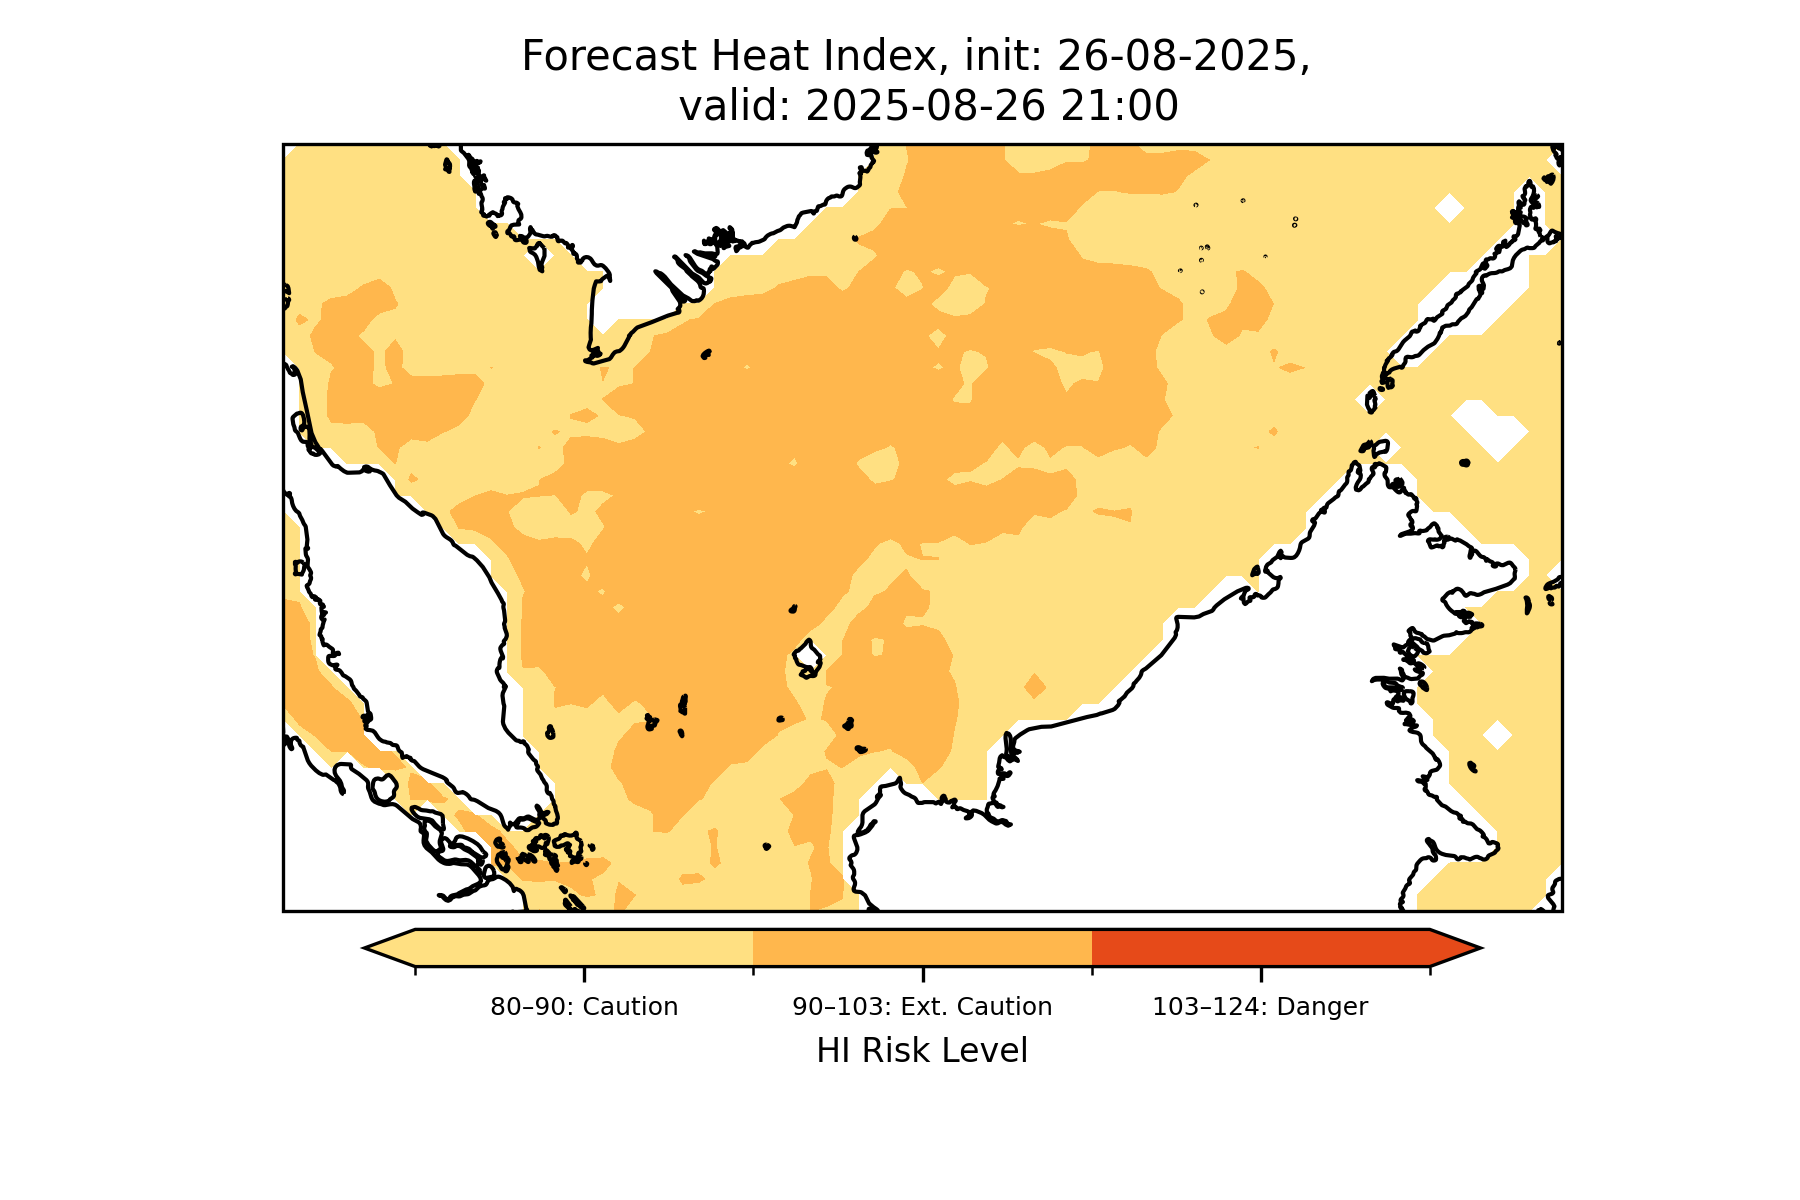 Forecast Heat Index, init: 26-08-2025,
valid: 2025-08-26 21:00
80–90: Caution
90–103: Ext. Caution
103–124: Danger
HI Risk Level